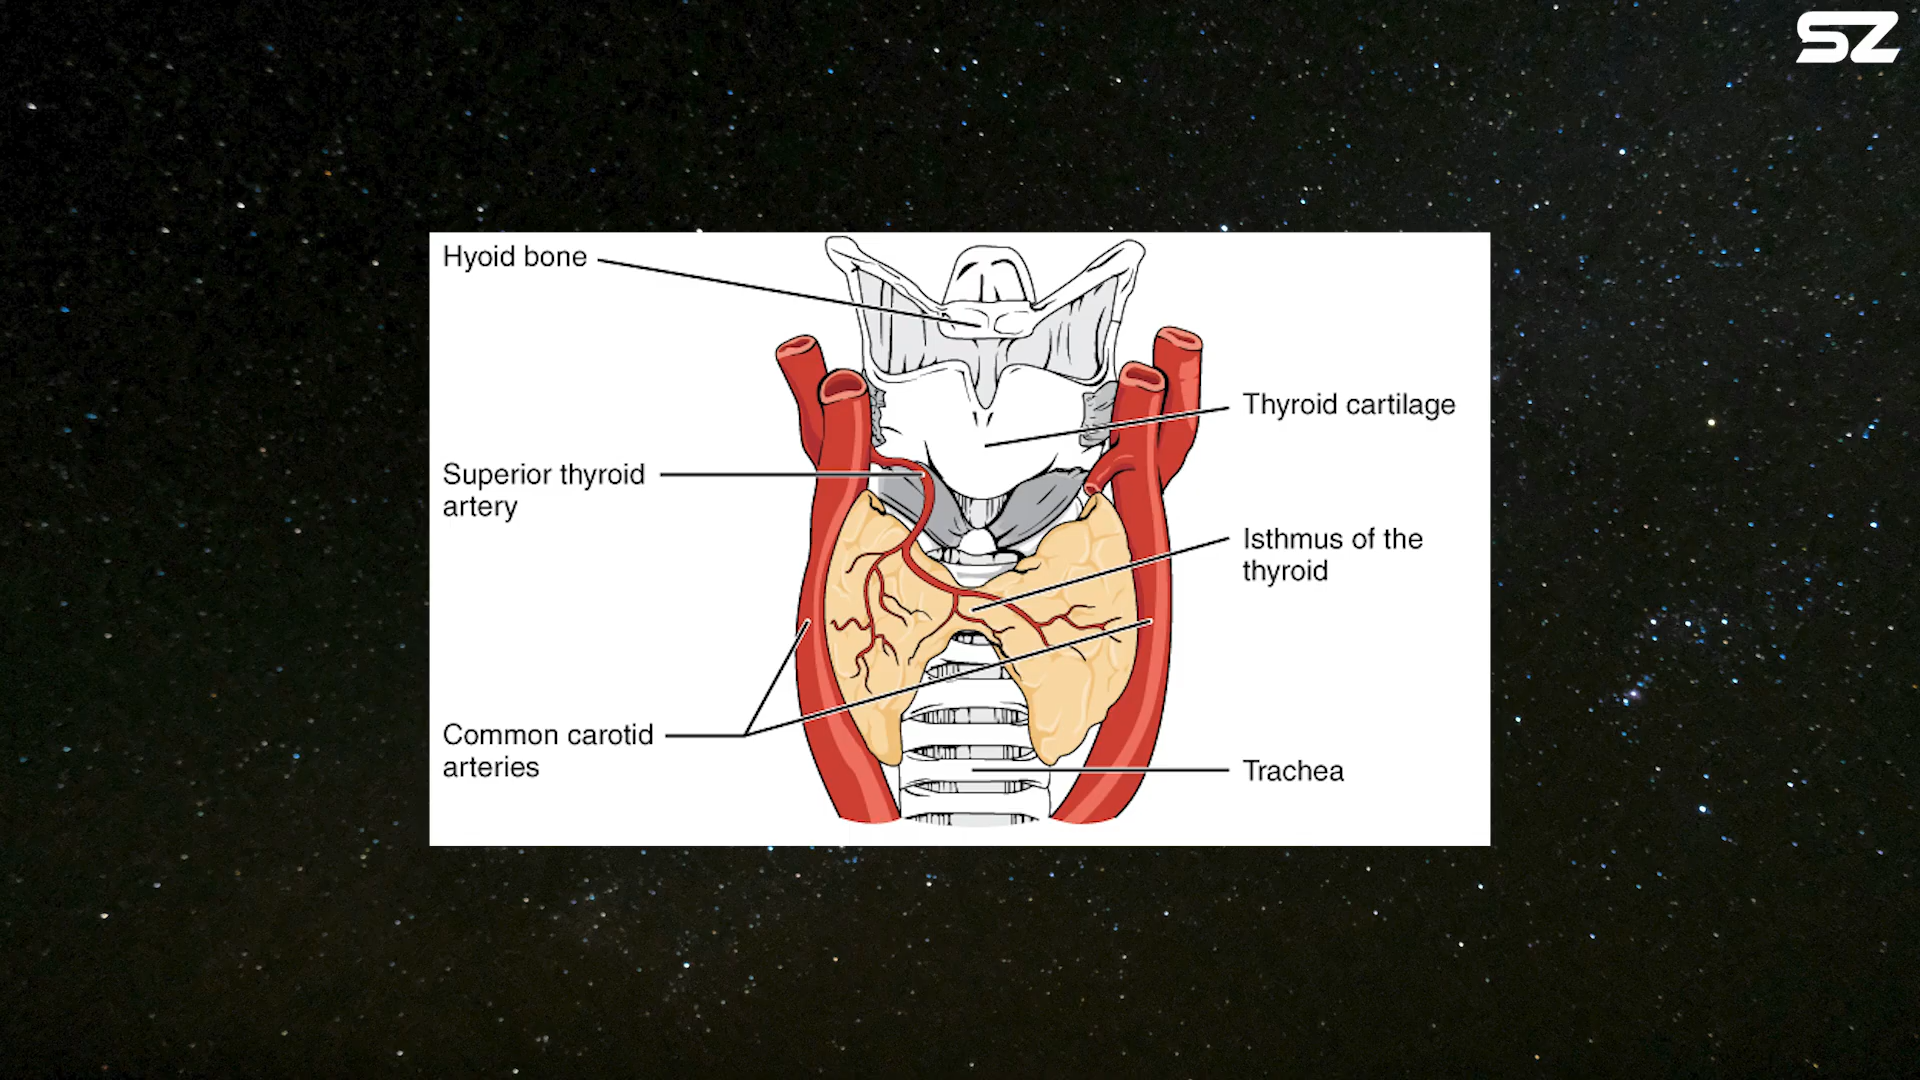 SZ
Hyoid bone
Thyroid cartilage
Superior thyroid
artery
Isthmus of the
thyroid
Common carotid
arteries
Trachea